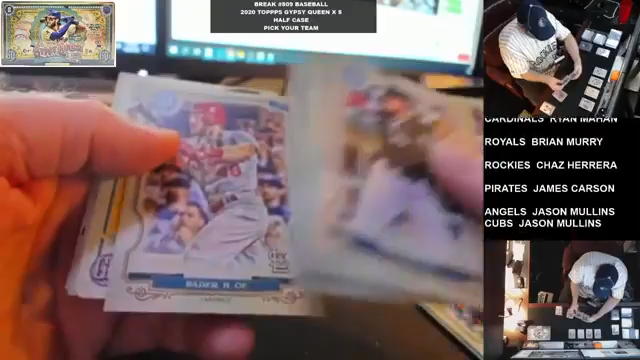 BREAK #509 BASEBALL
2020 TOPPPS GYPSY QUEEN X 5
HALF CASE
PICK YOUR TEAM
CARDINALS RYAN MAHAN
ROYALS BRIAN MURRY
ROCKIES CHAZ HERRERA
PIRATES JAMES CARSON
ANGELS JASON MULLINS
CUBS JASON MULLINS
BADER H. OF